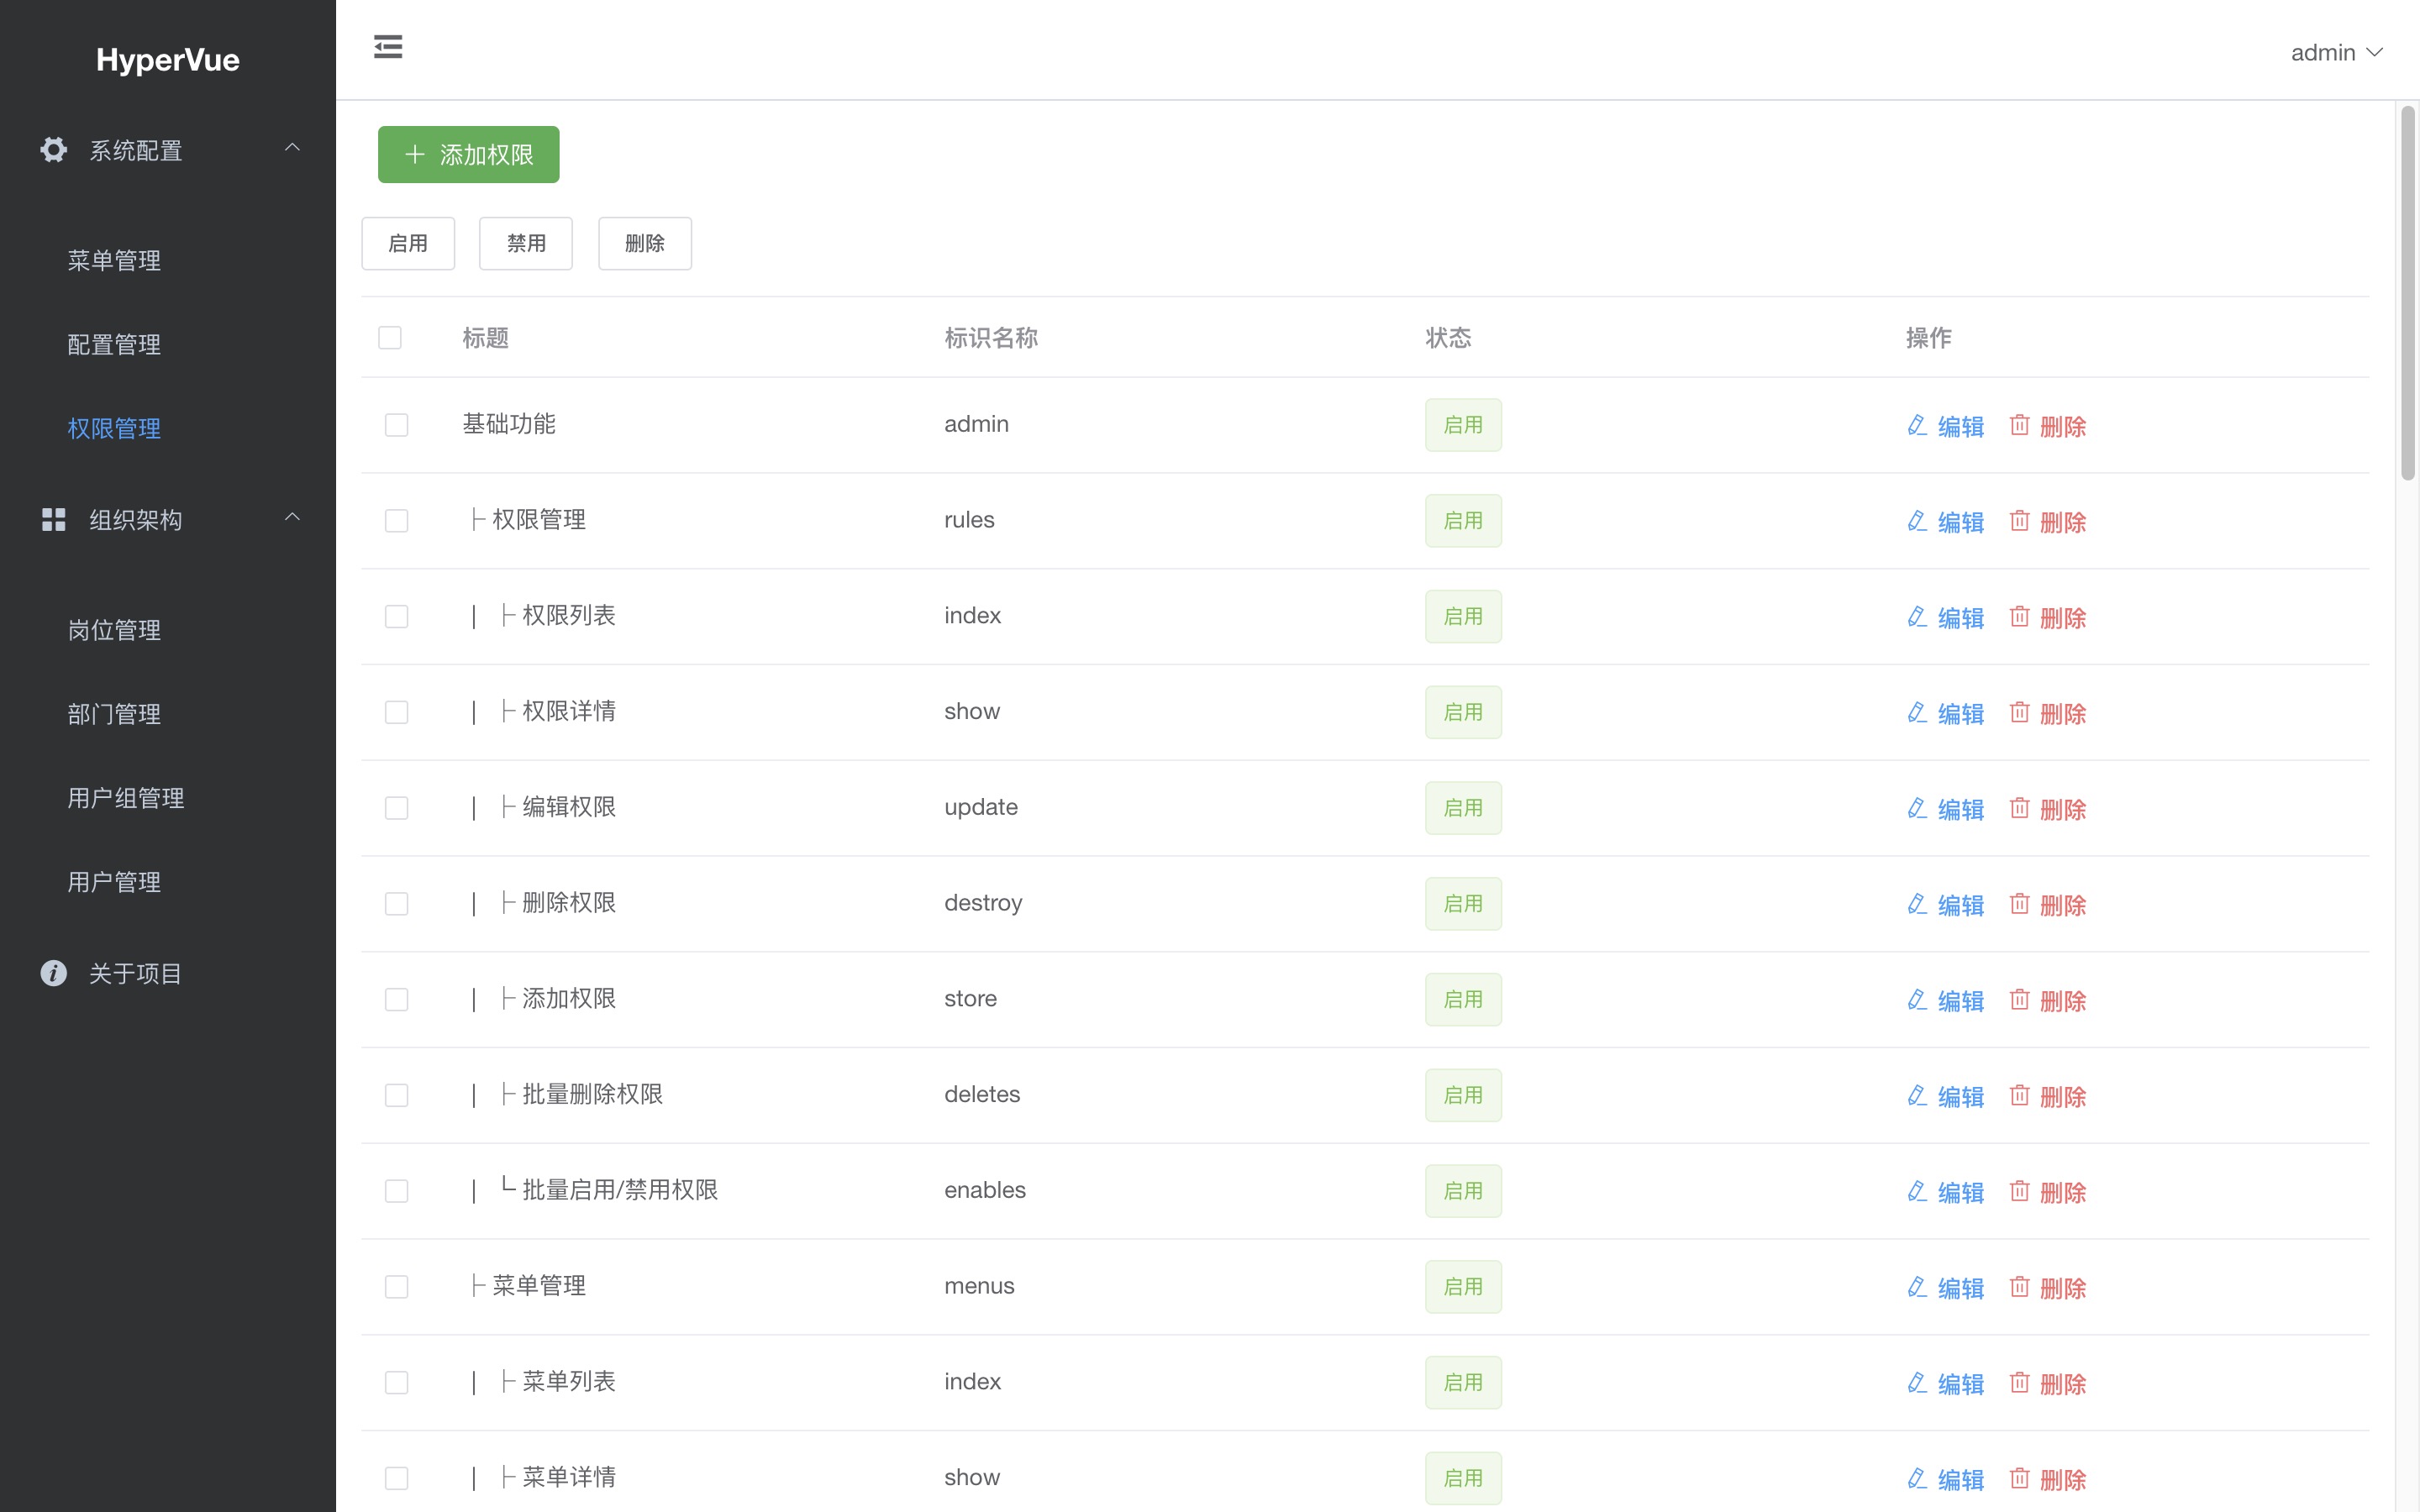 HyperVue
系统配置
菜单管理
配置管理
权限管理
组织架构
岗位管理
部门管理
用户组管理
用户管理
关于项目
admin
添加权限
启用 禁用 删除
标题 标识名称 状态 操作
基础功能 admin 启用 编辑 删除
├ 权限管理 rules 启用 编辑 删除
| ├ 权限列表 index 启用 编辑 删除
| ├ 权限详情 show 启用 编辑 删除
| ├ 编辑权限 update 启用 编辑 删除
| ├ 删除权限 destroy 启用 编辑 删除
| ├ 添加权限 store 启用 编辑 删除
| ├ 批量删除权限 deletes 启用 编辑 删除
| └ 批量启用/禁用权限 enables 启用 编辑 删除
├ 菜单管理 menus 启用 编辑 删除
| ├ 菜单列表 index 启用 编辑 删除
| ├ 菜单详情 show 启用 编辑 删除